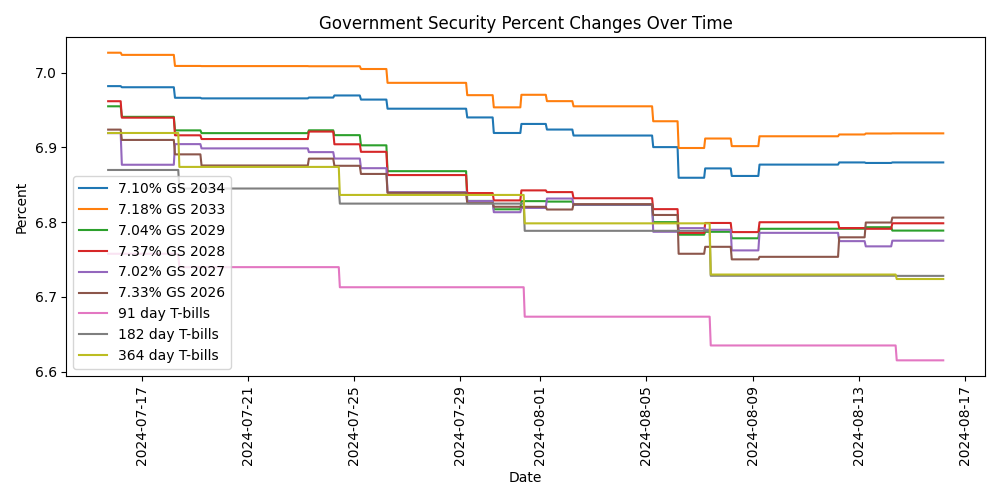 Government Security Percent Changes Over Time
Percent
7.0
6.9
6.8
6.7
6.6
7.10% GS 2034
7.18% GS 2033
7.04% GS 2029
7.37% GS 2028
7.02% GS 2027
7.33% GS 2026
91 day T-bills
182 day T-bills
364 day T-bills
2024-07-17
2024-07-21
2024-07-25
2024-07-29
2024-08-01
2024-08-05
2024-08-09
2024-08-13
2024-08-17
Date